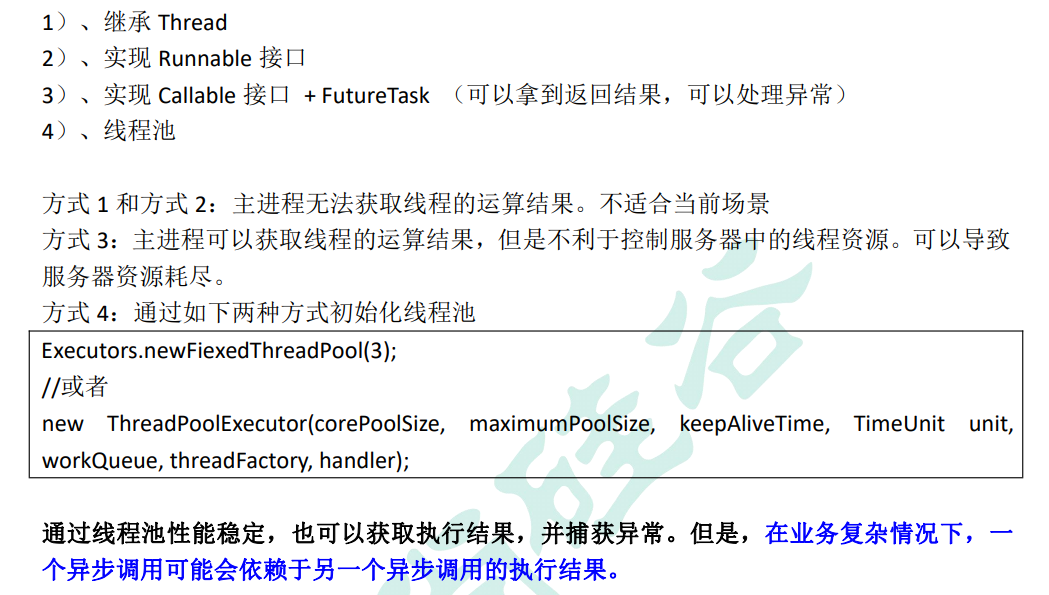 1）、继承 Thread
2）、实现 Runnable 接口
3）、实现 Callable 接口 + FutureTask （可以拿到返回结果，可以处理异常）
4）、线程池
方式 1 和方式 2：主进程无法获取线程的运算结果。不适合当前场景
方式 3：主进程可以获取线程的运算结果，但是不利于控制服务器中的线程资源。可以导致
服务器资源耗尽。
方式 4：通过如下两种方式初始化线程池
Executors.newFiexedThreadPool(3);
//或者
new ThreadPoolExecutor(corePoolSize, maximumPoolSize, keepAliveTime, TimeUnit unit,
workQueue, threadFactory, handler);
通过线程池性能稳定，也可以获取执行结果，并捕获异常。但是，在业务复杂情况下，一
个异步调用可能会依赖于另一个异步调用的执行结果。
尚硅谷